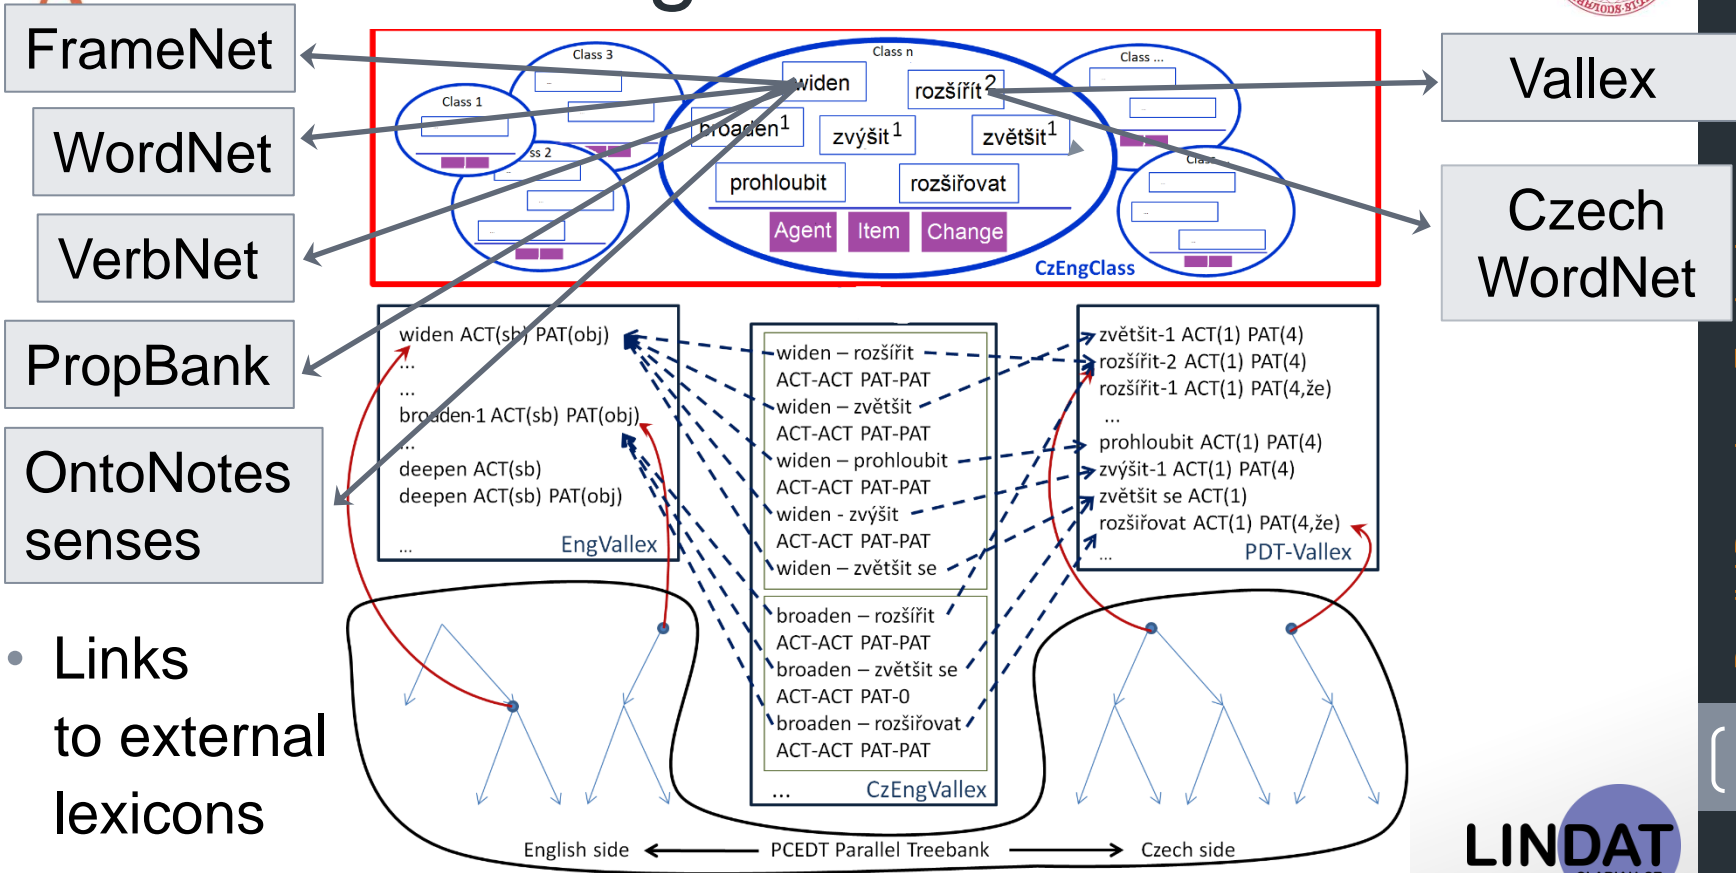 FrameNet
WordNet
VerbNet
PropBank
OntoNotes
senses
• Links
to external
lexicons
Class 3
Class 1
ss 2
Class n
widen
rozšířit2
broaden1
zvýšit1
zvětšit1
prohloubit
rozšiřovat
Agent Item Change
Class ...
CzEngClass
Vallex
Czech
WordNet
widen ACT(sb) PAT(obj)
...
...
broaden-1 ACT(sb) PAT(obj)
...
deepen ACT(sb)
deepen ACT(sb) PAT(obj)
...
EngVallex
widen – rozšířit
ACT-ACT PAT-PAT
widen – zvětšit
ACT-ACT PAT-PAT
widen – prohloubit
ACT-ACT PAT-PAT
widen - zvýšit
ACT-ACT PAT-PAT
widen – zvětšit se
broaden – rozšířit
ACT-ACT PAT-PAT
broaden – zvětšit se
ACT-ACT PAT-0
broaden – rozšiřovat
ACT-ACT PAT-PAT
...
CzEngVallex
zvětšit-1 ACT(1) PAT(4)
rozšířit-2 ACT(1) PAT(4)
rozšířit-1 ACT(1) PAT(4,že)
...
prohloubit ACT(1) PAT(4)
zvýšit-1 ACT(1) PAT(4)
zvětšit se ACT(1)
rozšiřovat ACT(1) PAT(4,že)
...
PDT-Vallex
English side
PCEDT Parallel Treebank
Czech side
LINDAT